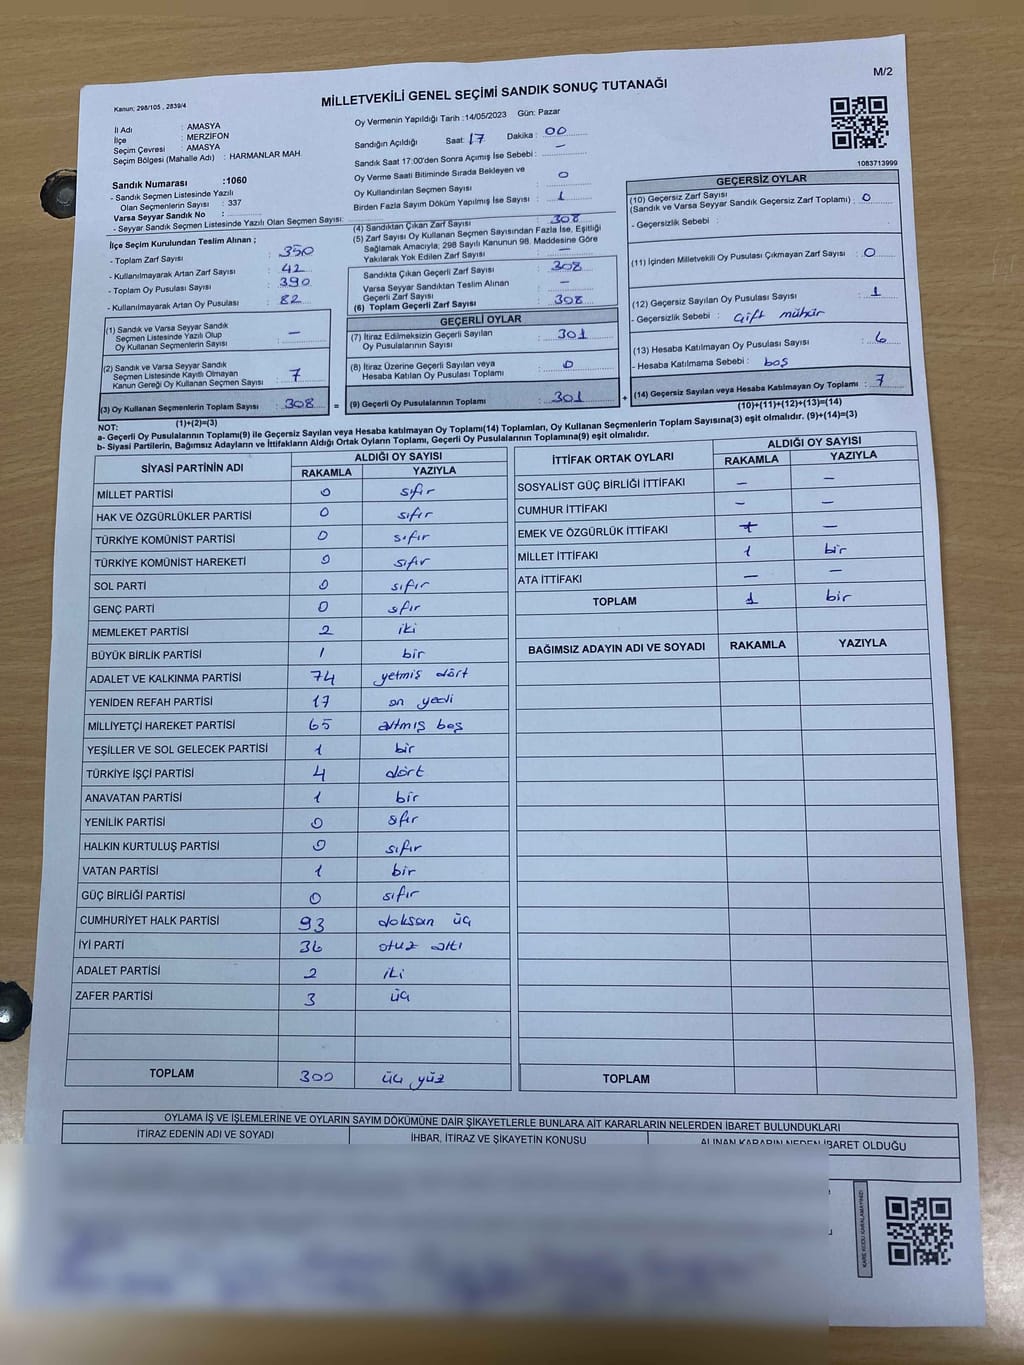 M/2
Kanun; 298/105 , 2839/4
MİLLETVEKİLİ GENEL SEÇİMİ SANDIK SONUÇ TUTANAĞI
İl Adı : AMASYA
İlçe : MERZİFON
Seçim Çevresi : AMASYA
Seçim Bölgesi (Mahalle Adı) : HARMANLAR MAH.
Sandık Numarası :1060
- Sandık Seçmen Listesinde Yazılı
Olan Seçmenlerin Sayısı : 337
Varsa Seyyar Sandık No :
- Seyyar Sandık Seçmen Listesinde Yazılı Olan Seçmen Sayısı:
İlçe Seçim Kurulundan Teslim Alınan ;
- Toplam Zarf Sayısı : 350
- Kullanılmayarak Artan Zarf Sayısı : 42
- Toplam Oy Pusulası Sayısı : 390
- Kullanılmayarak Artan Oy Pusulası : 82
(1) Sandık ve Varsa Seyyar Sandık
Seçmen Listesinde Yazılı Olup
Oy Kullanan Seçmenlerin Sayısı : —
(2) Sandık ve Varsa Seyyar Sandık
Seçmen Listesinde Kayıtlı Olmayan
Kanun Gereği Oy Kullanan Seçmen Sayısı : 7
(3) Oy Kullanan Seçmenlerin Toplam Sayısı : 308 =
(1)+(2)=(3)
Oy Vermenin Yapıldığı Tarih :14/05/2023 Gün: Pazar
Sandığın Açıldığı Saat: 17 Dakika : 00
Sandık Saat 17:00'den Sonra Açımış İse Sebebi : —
Oy Verme Saati Bitiminde Sırada Bekleyen ve
Oy Kullandırılan Seçmen Sayısı : 0
Birden Fazla Sayım Döküm Yapılmış İse Sayısı : 1
(4) Sandıktan Çıkan Zarf Sayısı : 308
(5) Zarf Sayısı Oy Kullanan Seçmen Sayısından Fazla İse, Eşitliği
Sağlamak Amacıyla; 298 Sayılı Kanunun 98. Maddesine Göre
Yakılarak Yok Edilen Zarf Sayısı : —
Sandıkta Çıkan Geçerli Zarf Sayısı : 308
Varsa Seyyar Sandıktan Teslim Alınan
Geçerli Zarf Sayısı : —
(6) Toplam Geçerli Zarf Sayısı : 308
GEÇERLİ OYLAR
(7) İtiraz Edilmeksizin Geçerli Sayılan
Oy Pusulalarının Sayısı : 301
(8) İtiraz Üzerine Geçerli Sayılan veya
Hesaba Katılan Oy Pusulası Toplamı : 0
(9) Geçerli Oy Pusulalarının Toplamı : 301 +
1083713999
GEÇERSİZ OYLAR
(10) Geçersiz Zarf Sayısı
(Sandık ve Varsa Seyyar Sandık Geçersiz Zarf Toplamı) : 0
- Geçersizlik Sebebi :
(11) İçinden Milletvekili Oy Pusulası Çıkmayan Zarf Sayısı : 0
(12) Geçersiz Sayılan Oy Pusulası Sayısı : 1
- Geçersizlik Sebebi : Çift mühür
(13) Hesaba Katılmayan Oy Pusulası Sayısı : 6
- Hesaba Katılmama Sebebi : boş
(14) Geçersiz Sayılan veya Hesaba Katılmayan Oy Toplamı : 7
(10)+(11)+(12)+(13)=(14)
NOT:
a- Geçerli Oy Pusulalarının Toplamı(9) ile Geçersiz Sayılan veya Hesaba Katılmayan Oy Toplamı(14) Toplamları, Oy Kullanan Seçmenlerin Toplam Sayısına(3) eşit olmalıdır. (9)+(14)=(3)
b- Siyasi Partilerin, Bağımsız Adayların ve İttifakların Aldığı Ortak Oyların Toplamı, Geçerli Oy Pusulalarının Toplamına(9) eşit olmalıdır.
SİYASİ PARTİNİN ADI ALDIĞI OY SAYISI
RAKAMLA YAZIYLA
MİLLET PARTİSİ 0 sıfır
HAK VE ÖZGÜRLÜKLER PARTİSİ 0 sıfır
TÜRKİYE KOMÜNİST PARTİSİ 0 sıfır
TÜRKİYE KOMÜNİST HAREKETİ 0 sıfır
SOL PARTİ 0 sıfır
GENÇ PARTİ 0 sıfır
MEMLEKET PARTİSİ 2 iki
BÜYÜK BİRLİK PARTİSİ 1 bir
ADALET VE KALKINMA PARTİSİ 74 yetmiş dört
YENİDEN REFAH PARTİSİ 17 on yedi
MİLLİYETÇİ HAREKET PARTİSİ 65 altmış beş
YEŞİLLER VE SOL GELECEK PARTİSİ 1 bir
TÜRKİYE İŞÇİ PARTİSİ 4 dört
ANAVATAN PARTİSİ 1 bir
YENİLİK PARTİSİ 0 sıfır
HALKIN KURTULUŞ PARTİSİ 0 sıfır
VATAN PARTİSİ 1 bir
GÜÇ BİRLİĞİ PARTİSİ 0 sıfır
CUMHURİYET HALK PARTİSİ 93 doksan üç
İYİ PARTİ 36 otuz altı
ADALET PARTİSİ 2 iki
ZAFER PARTİSİ 3 üç
TOPLAM 300 üç yüz
İTTİFAK ORTAK OYLARI ALDIĞI OY SAYISI
RAKAMLA YAZIYLA
SOSYALİST GÜÇ BİRLİĞİ İTTİFAKI — —
CUMHUR İTTİFAKI — —
EMEK VE ÖZGÜRLÜK İTTİFAKI — —
MİLLET İTTİFAKI 1 bir
ATA İTTİFAKI — —
TOPLAM 1 bir
BAĞIMSIZ ADAYIN ADI VE SOYADI RAKAMLA YAZIYLA
TOPLAM
OYLAMA İŞ VE İŞLEMLERİNE VE OYLARIN SAYIM DÖKÜMÜNE DAİR ŞİKAYETLERLE BUNLARA AİT KARARLARIN NELERDEN İBARET BULUNDUKLARI
İTİRAZ EDENİN ADI VE SOYADI İHBAR, İTİRAZ VE ŞİKAYETİN KONUSU ALINAN KARARIN NEDEN İBARET OLDUĞU
KARE KODU KARALAMAYINIZ!